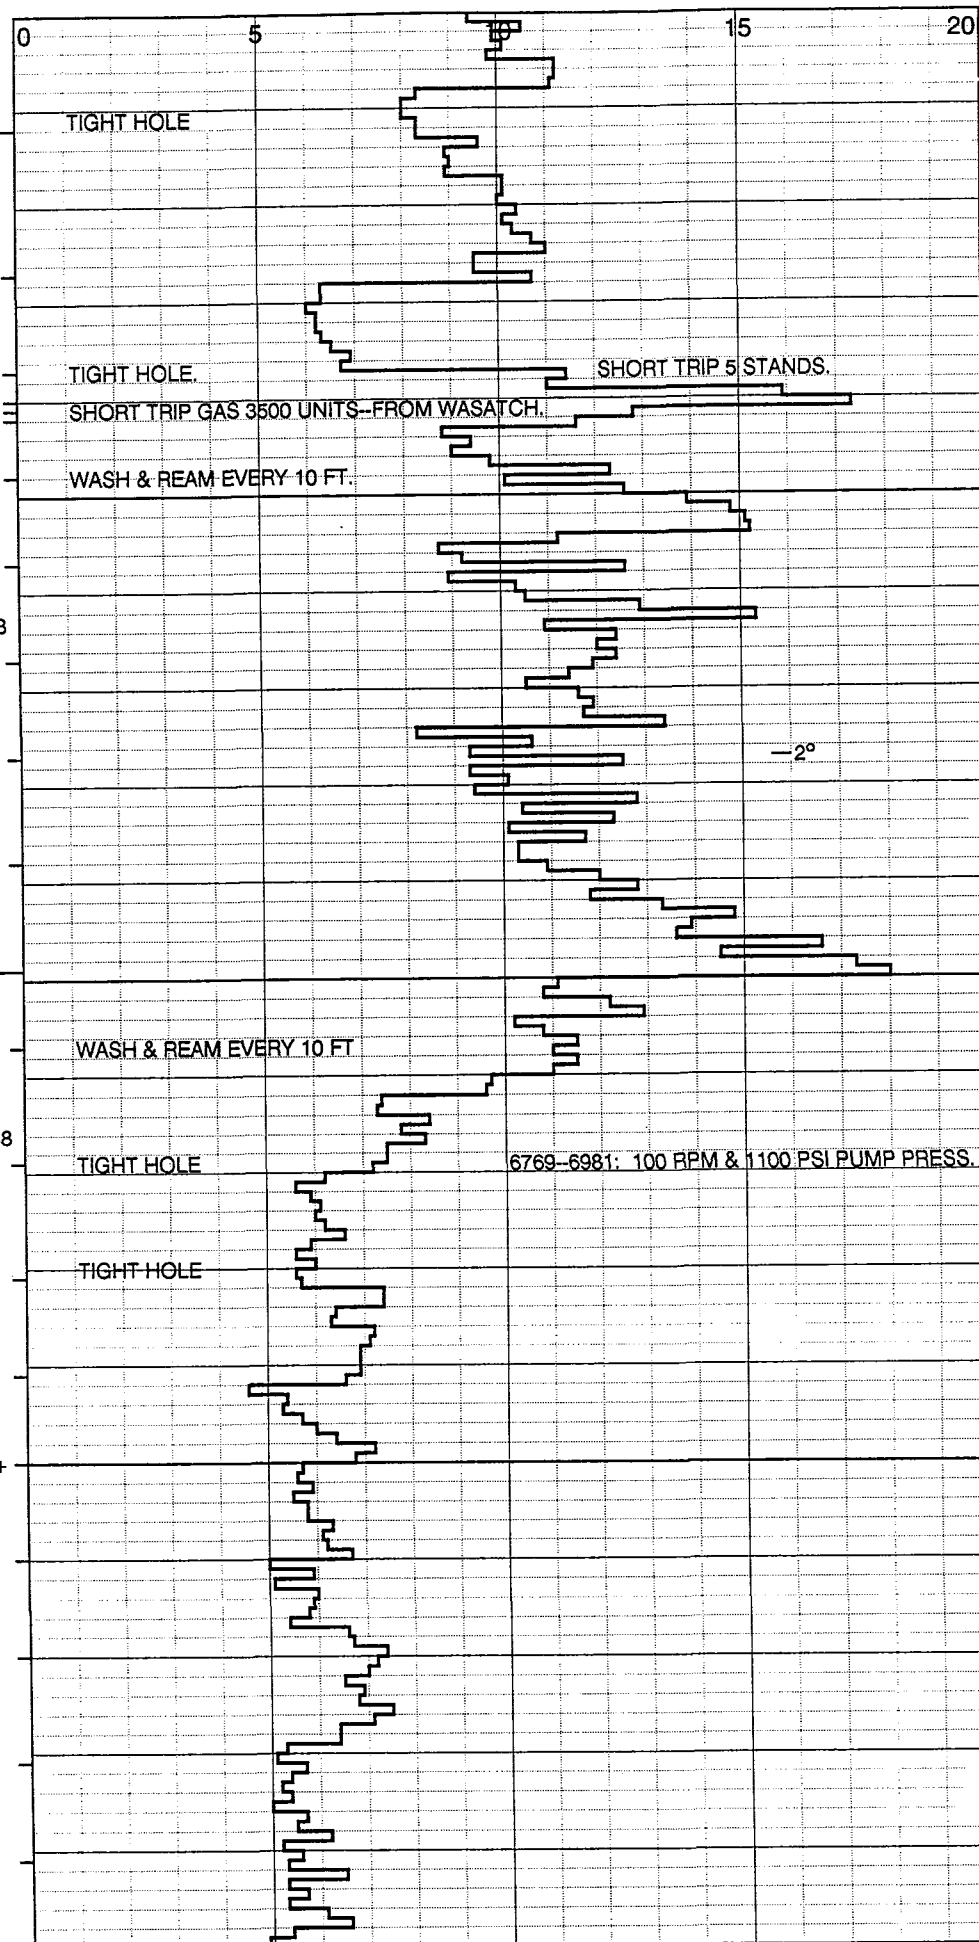 0 5 10 15 20
TIGHT HOLE
SHORT TRIP 5 STANDS.
TIGHT HOLE.
SHORT TRIP GAS 3500 UNITS--FROM WASATCH.
WASH & REAM EVERY 10 FT.
3
—2°
WASH & REAM EVERY 10 FT
8
TIGHT HOLE
6769--6981: 100 RPM & 1100 PSI PUMP PRESS.
TIGHT HOLE